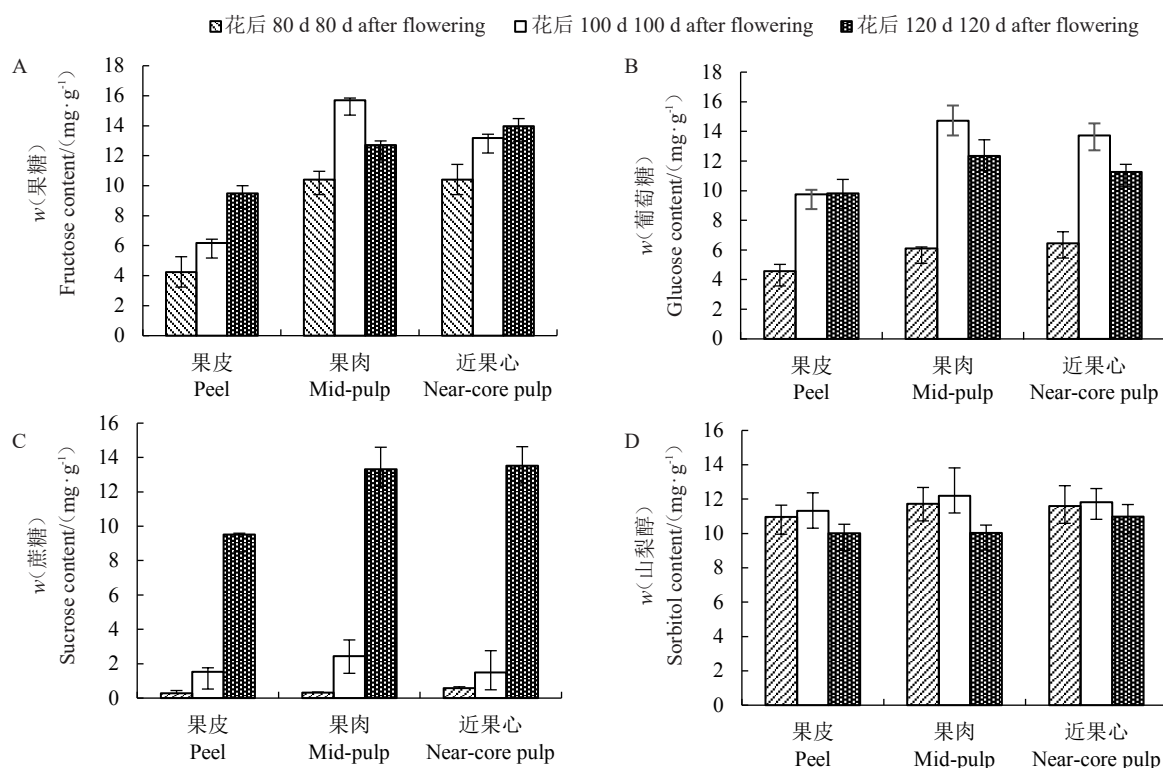 花后 80 d 80 d after flowering 花后 100 d 100 d after flowering 花后 120 d 120 d after flowering
A
w(果糖)
Fructose content/(mg·g⁻¹)
18
16
14
12
10
8
6
4
2
0
果皮 果肉 近果心
Peel Mid-pulp Near-core pulp
B
w(葡萄糖)
Glucose content/(mg·g⁻¹)
18
16
14
12
10
8
6
4
2
0
果皮 果肉 近果心
Peel Mid-pulp Near-core pulp
C
w(蔗糖)
Sucrose content/(mg·g⁻¹)
16
14
12
10
8
6
4
2
0
果皮 果肉 近果心
Peel Mid-pulp Near-core pulp
D
w(山梨醇)
Sorbitol content/(mg·g⁻¹)
16
14
12
10
8
6
4
2
0
果皮 果肉 近果心
Peel Mid-pulp Near-core pulp